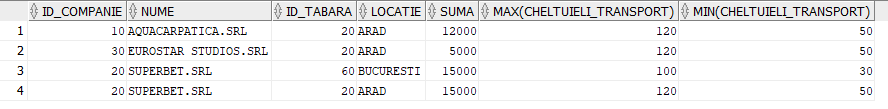 ID_COMPANIE NUME ID_TABARA LOCATIE SUMA MAX(CHELTUIELI_TRANSPORT) MIN(CHELTUIELI_TRANSPORT)
1 10 AQUACARPATICA.SRL 20 ARAD 12000 120 50
2 30 EUROSTAR STUDIOS.SRL 20 ARAD 5000 120 50
3 20 SUPERBET.SRL 60 BUCURESTI 15000 100 30
4 20 SUPERBET.SRL 20 ARAD 15000 120 50